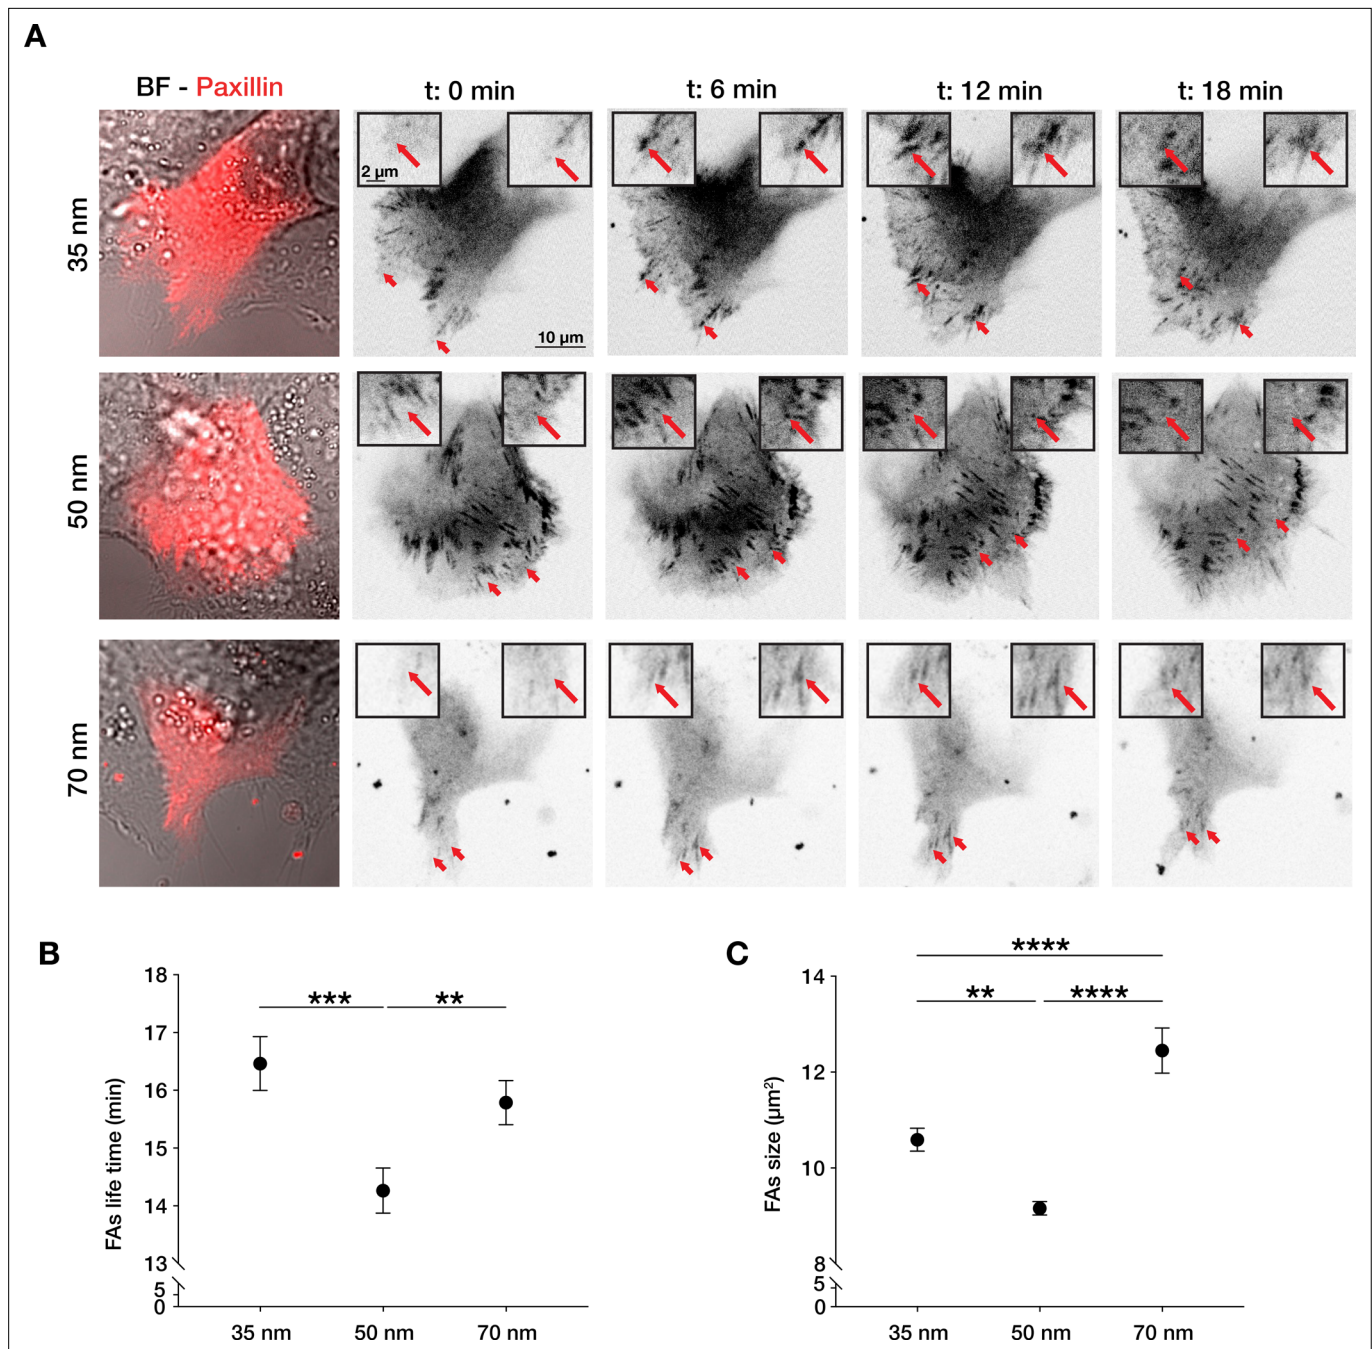 A
BF - Paxillin
t: 0 min
t: 6 min
t: 12 min
t: 18 min
35 nm
2 µm
10 µm
50 nm
70 nm
B
FAs life time (min)
18
17
16
15
14
13
5
0
***
**
35 nm
50 nm
70 nm
C
FAs size (µm²)
14
12
10
8
5
0
****
**
****
35 nm
50 nm
70 nm